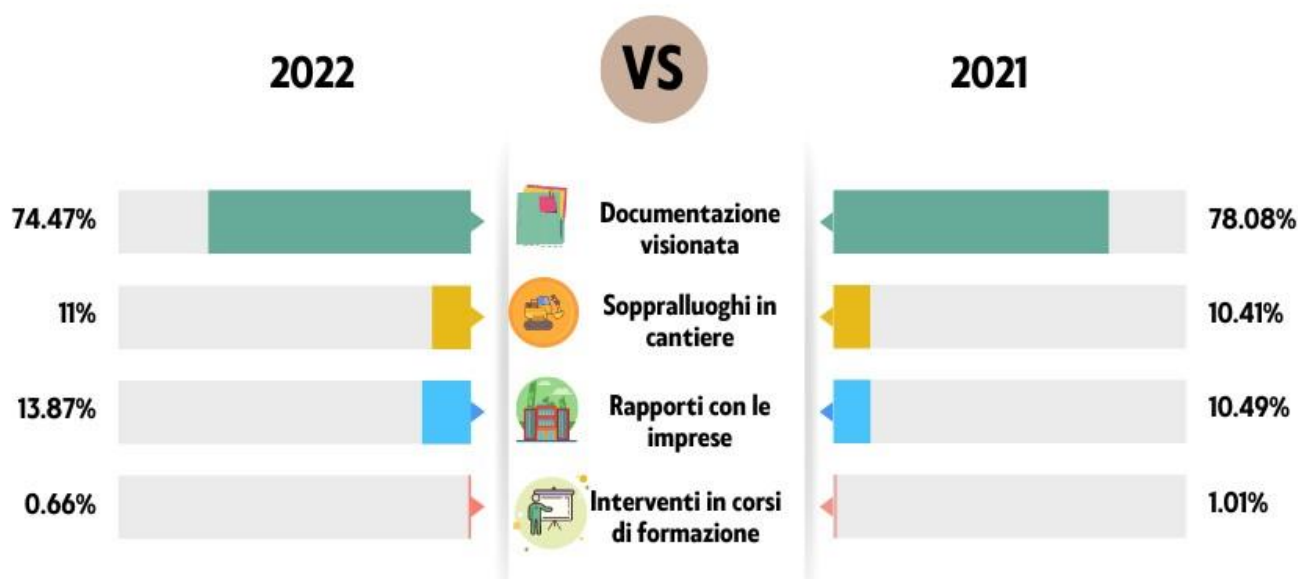 2022
VS
2021
74.47%
Documentazione
visionata
78.08%
11%
Soppralluoghi in
cantiere
10.41%
13.87%
Rapporti con le
imprese
10.49%
0.66%
Interventi in corsi
di formazione
1.01%